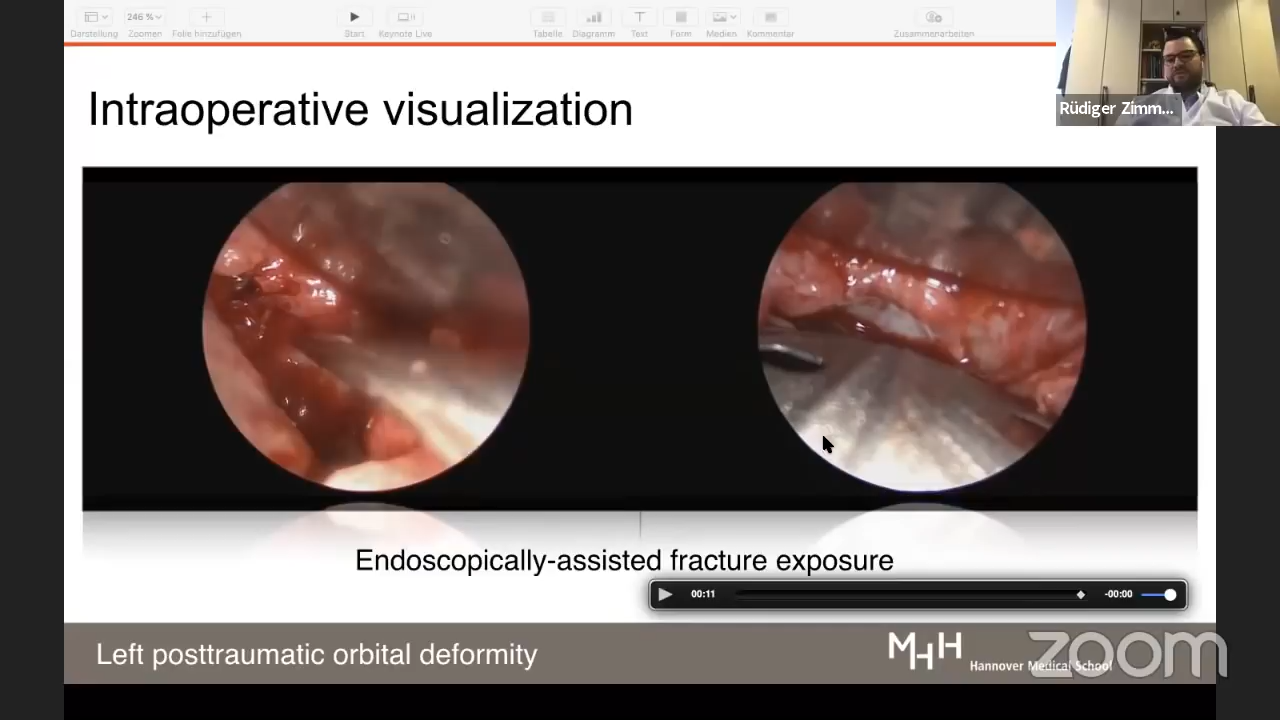 246 %
Darstellung Zoomen Folie hinzufügen Start Keynote Live Tabelle Diagramm Text Form Medien Kommentar Zusammenarbeiten
Rüdiger Zimm...
Intraoperative visualization
Endoscopically-assisted fracture exposure
00:11 -00:00
Left posttraumatic orbital deformity
MHH
Hannover Medical School
zoom